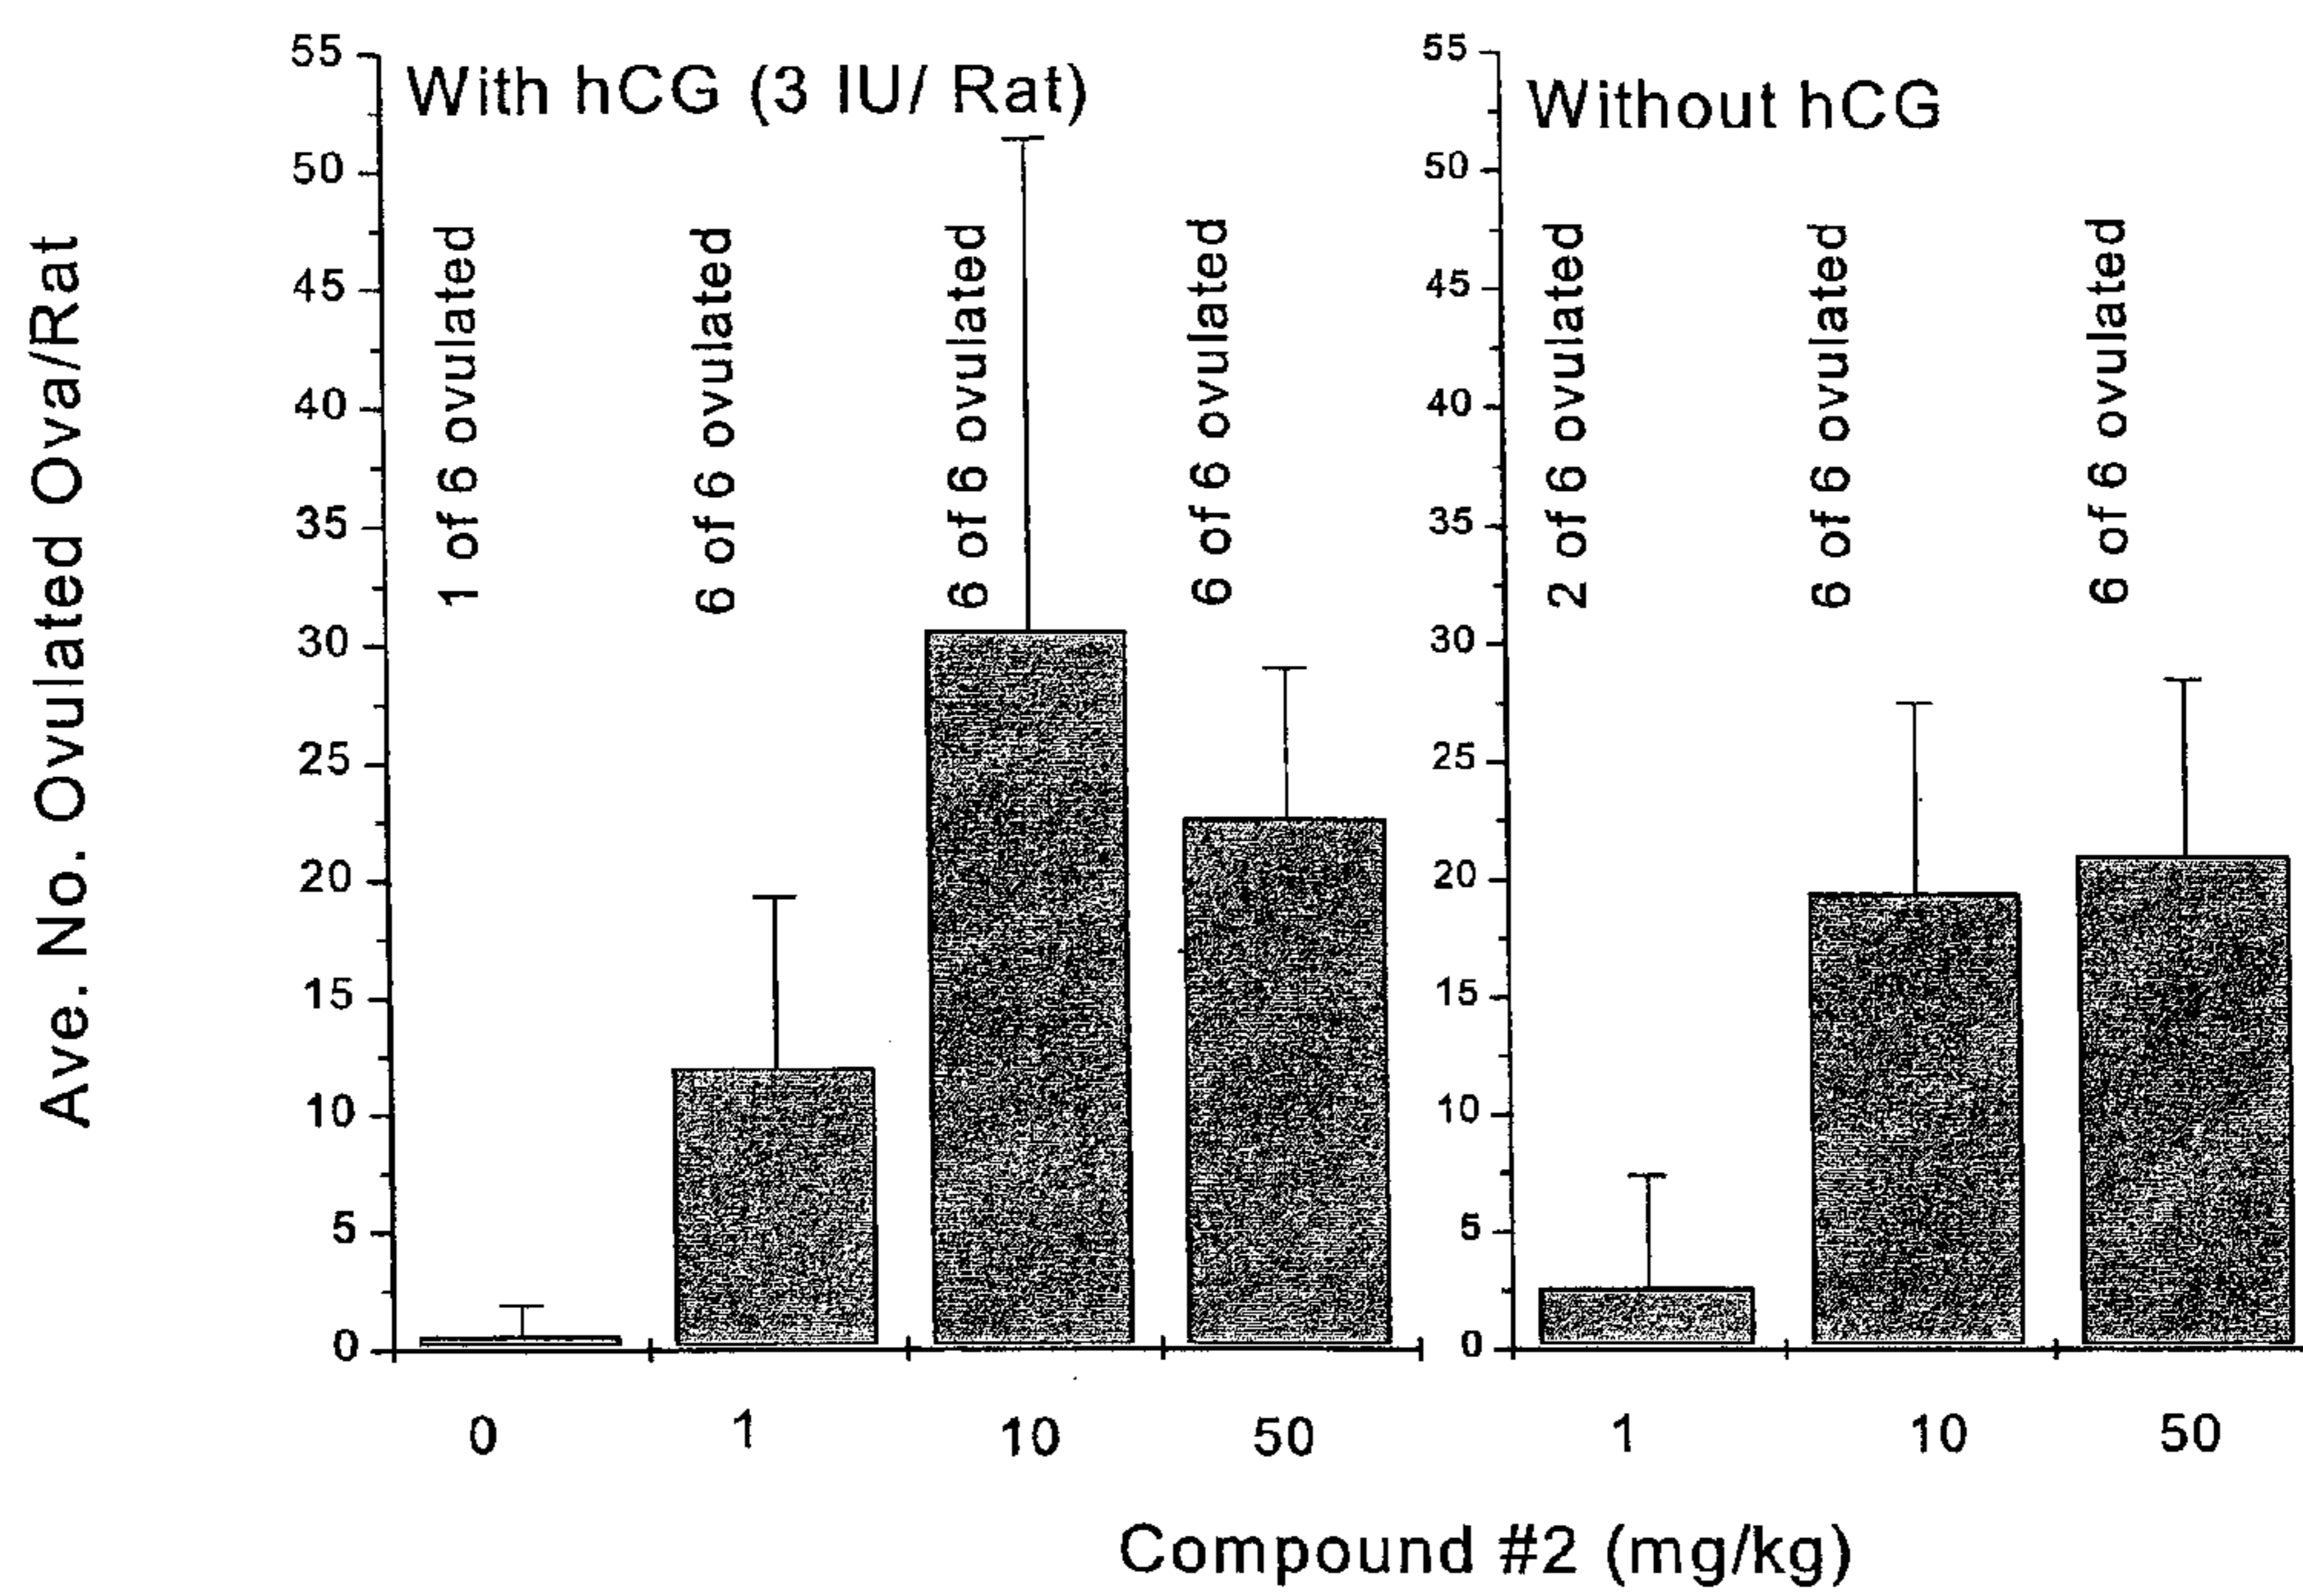 Ave. No. Ovulated Ova/Rat
55
50
45
40
35
30
25
20
15
10
5
0
With hCG (3 IU/ Rat)
1 of 6 ovulated
6 of 6 ovulated
6 of 6 ovulated
6 of 6 ovulated
0
1
10
50
55
50
45
40
35
30
25
20
15
10
5
0
Without hCG
2 of 6 ovulated
6 of 6 ovulated
6 of 6 ovulated
1
10
50
Compound #2 (mg/kg)